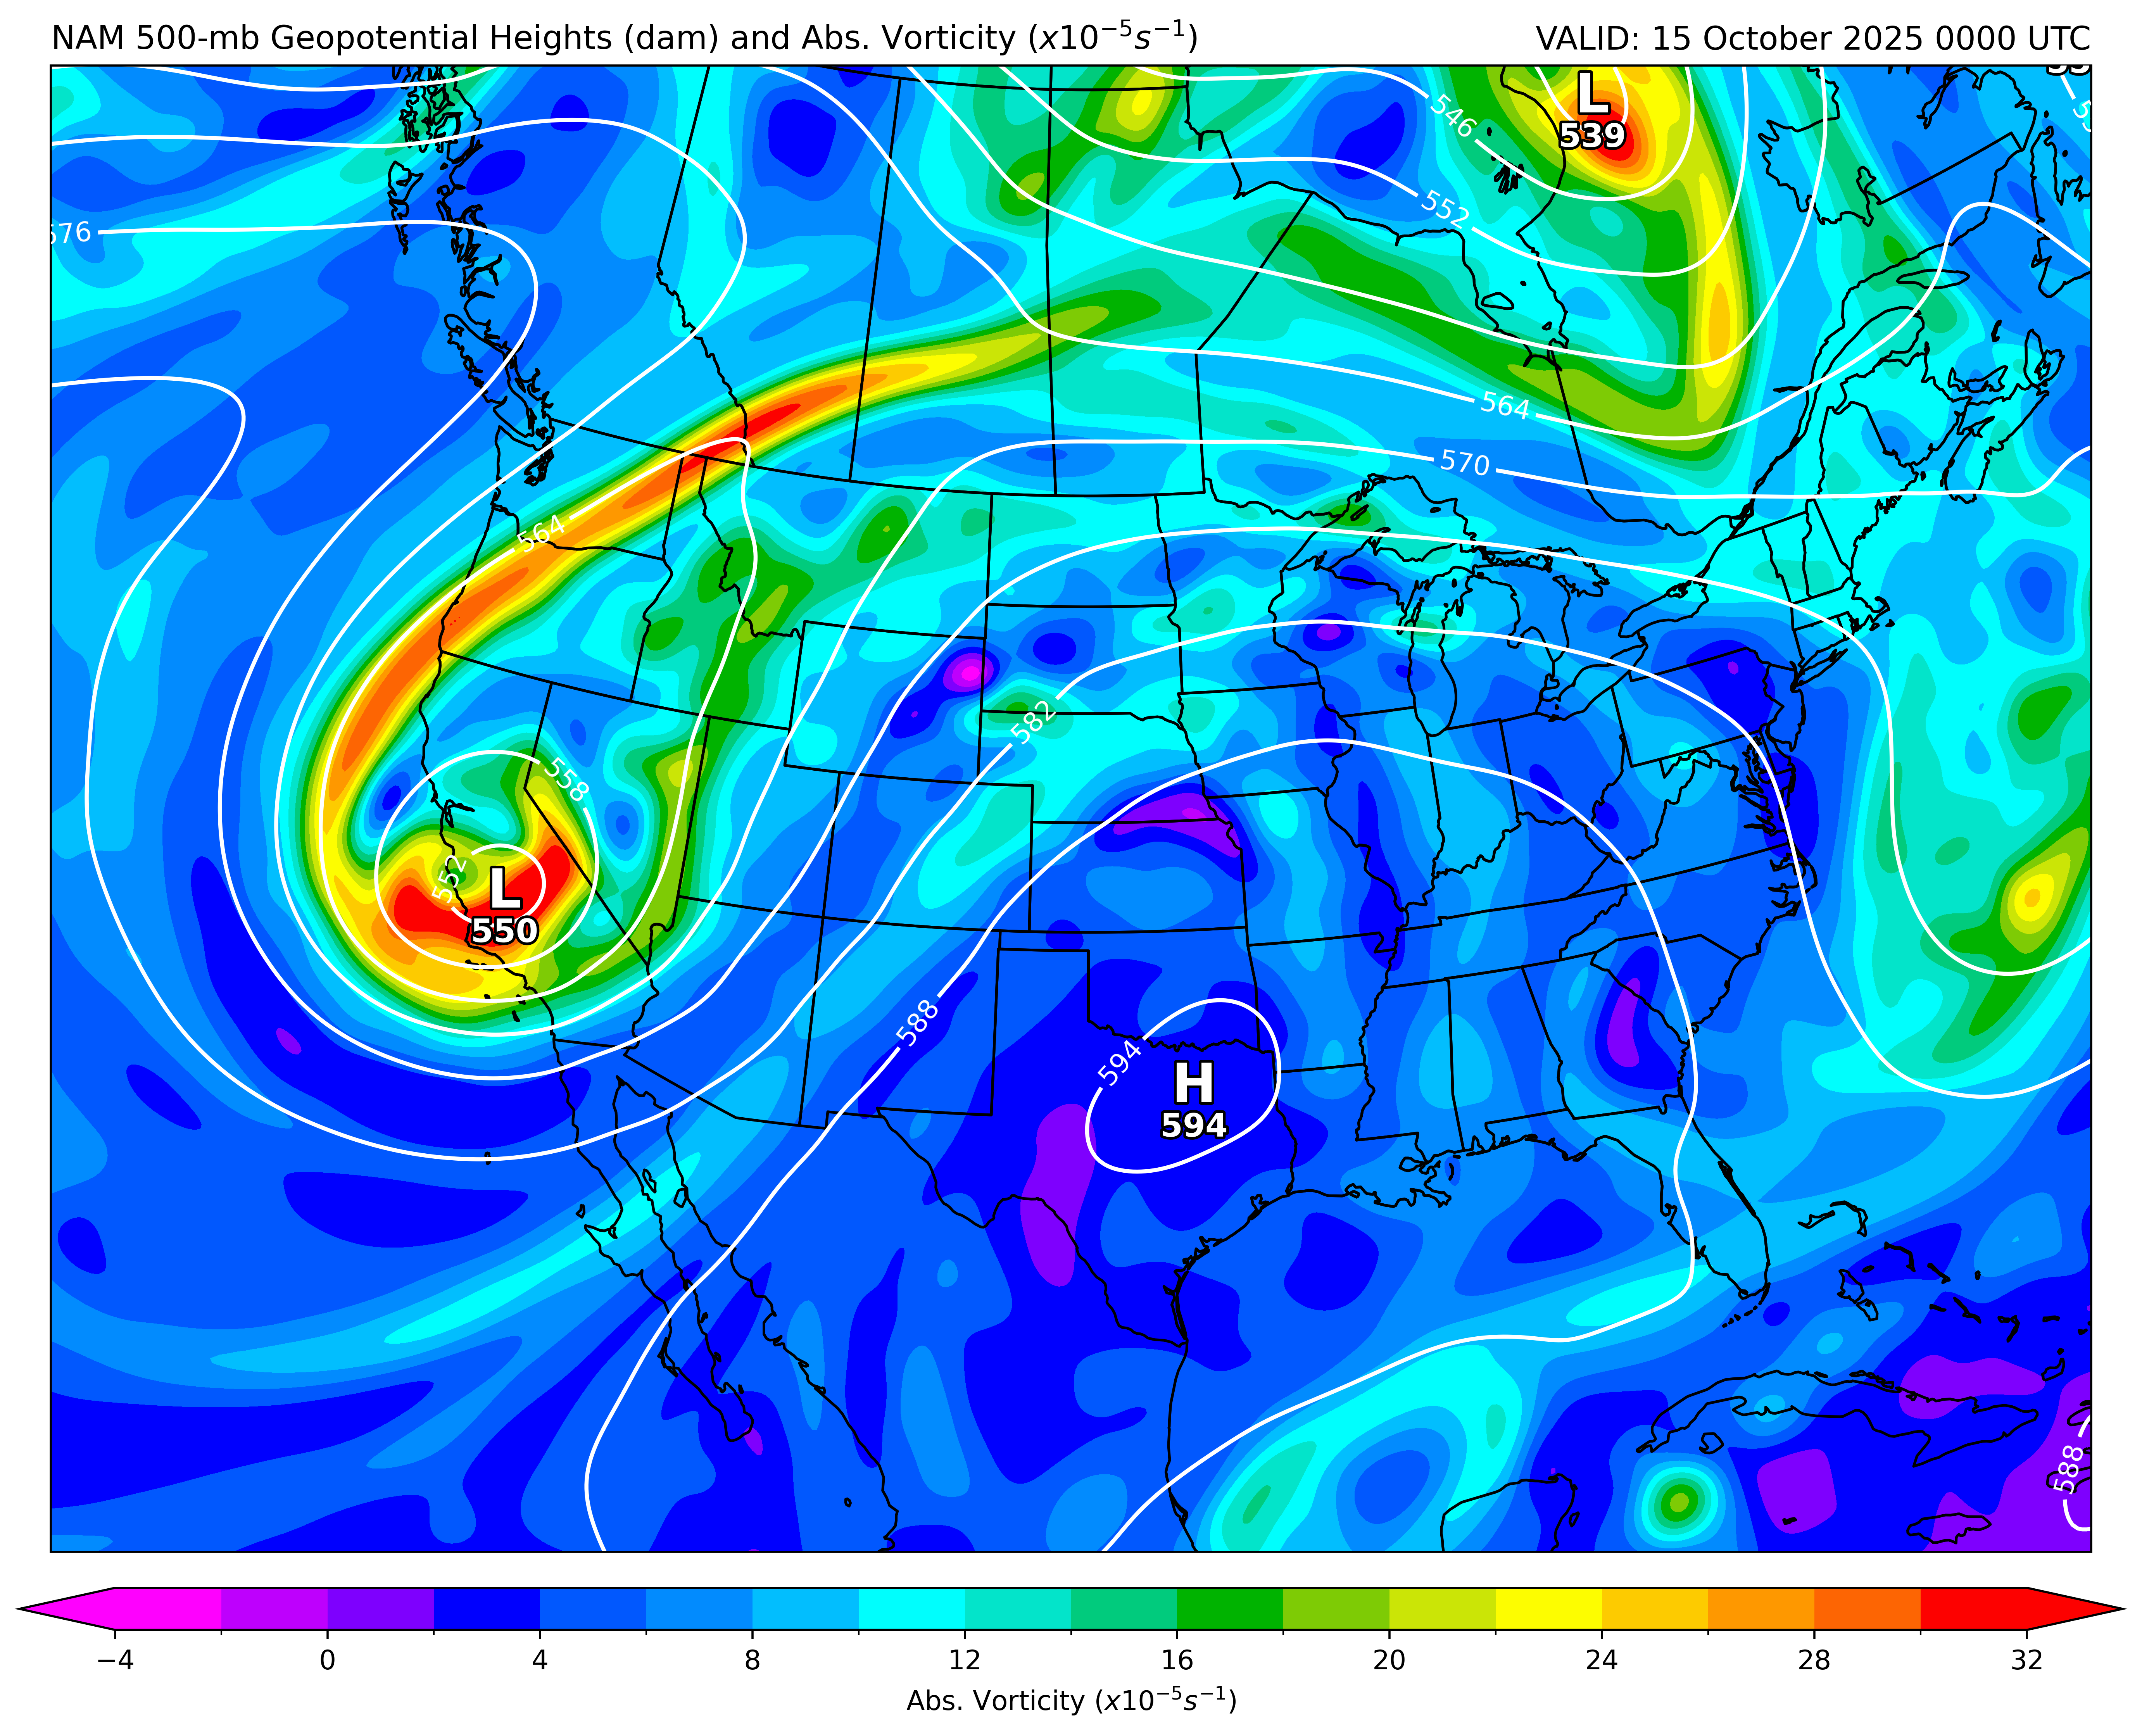 NAM 500-mb Geopotential Heights (dam) and Abs. Vorticity (x10⁻⁵s⁻¹)
VALID: 15 October 2025 0000 UTC
L
539
546
576
552
564
570
564
582
558
552
L
550
588
594
H
594
588
−4 0 4 8 12 16 20 24 28 32
Abs. Vorticity (x10⁻⁵s⁻¹)